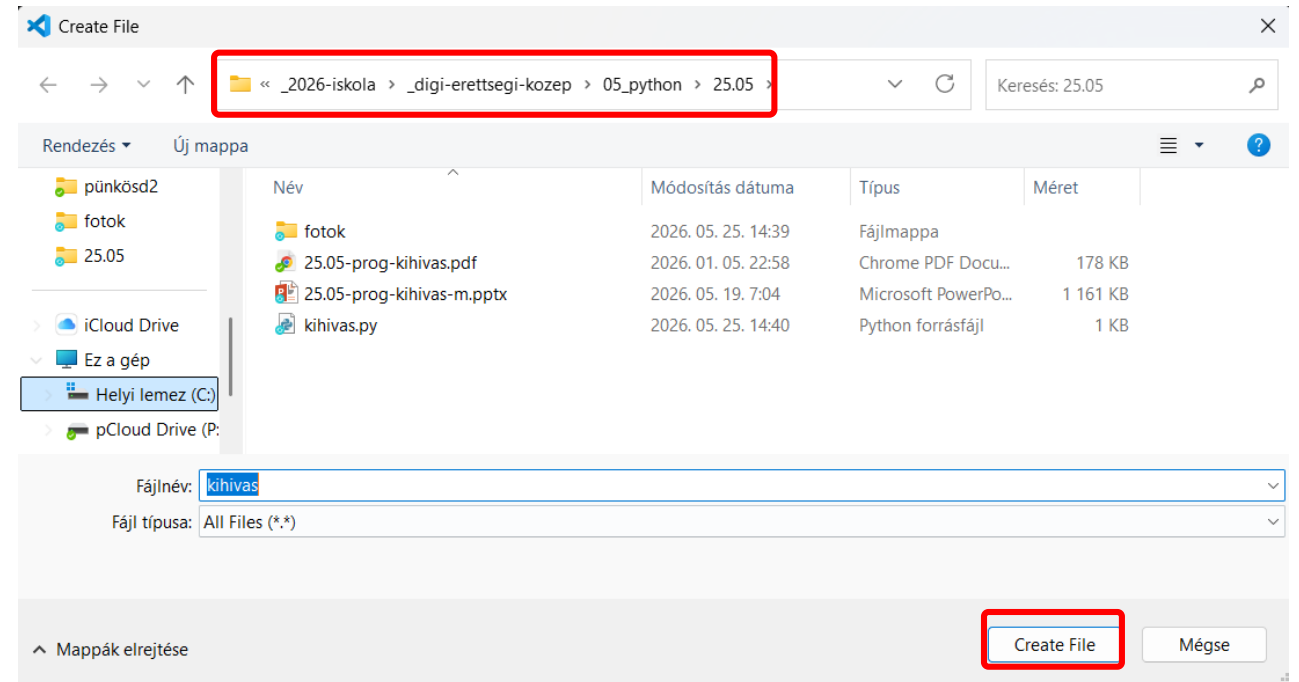 Create File
« _2026-iskola › _digi-erettsegi-kozep › 05_python › 25.05 ›
Keresés: 25.05
Rendezés Új mappa
?
pünkösd2
fotok
25.05
iCloud Drive
Ez a gép
Helyi lemez (C:)
pCloud Drive (P:
Név Módosítás dátuma Típus Méret
fotok 2026. 05. 25. 14:39 Fájlmappa
25.05-prog-kihivas.pdf 2026. 01. 05. 22:58 Chrome PDF Docu... 178 KB
25.05-prog-kihivas-m.pptx 2026. 05. 19. 7:04 Microsoft PowerPo... 1 161 KB
kihivas.py 2026. 05. 25. 14:40 Python forrásfájl 1 KB
Fájlnév: kihivas
Fájl típusa: All Files (*.*)
Mappák elrejtése
Create File Mégse